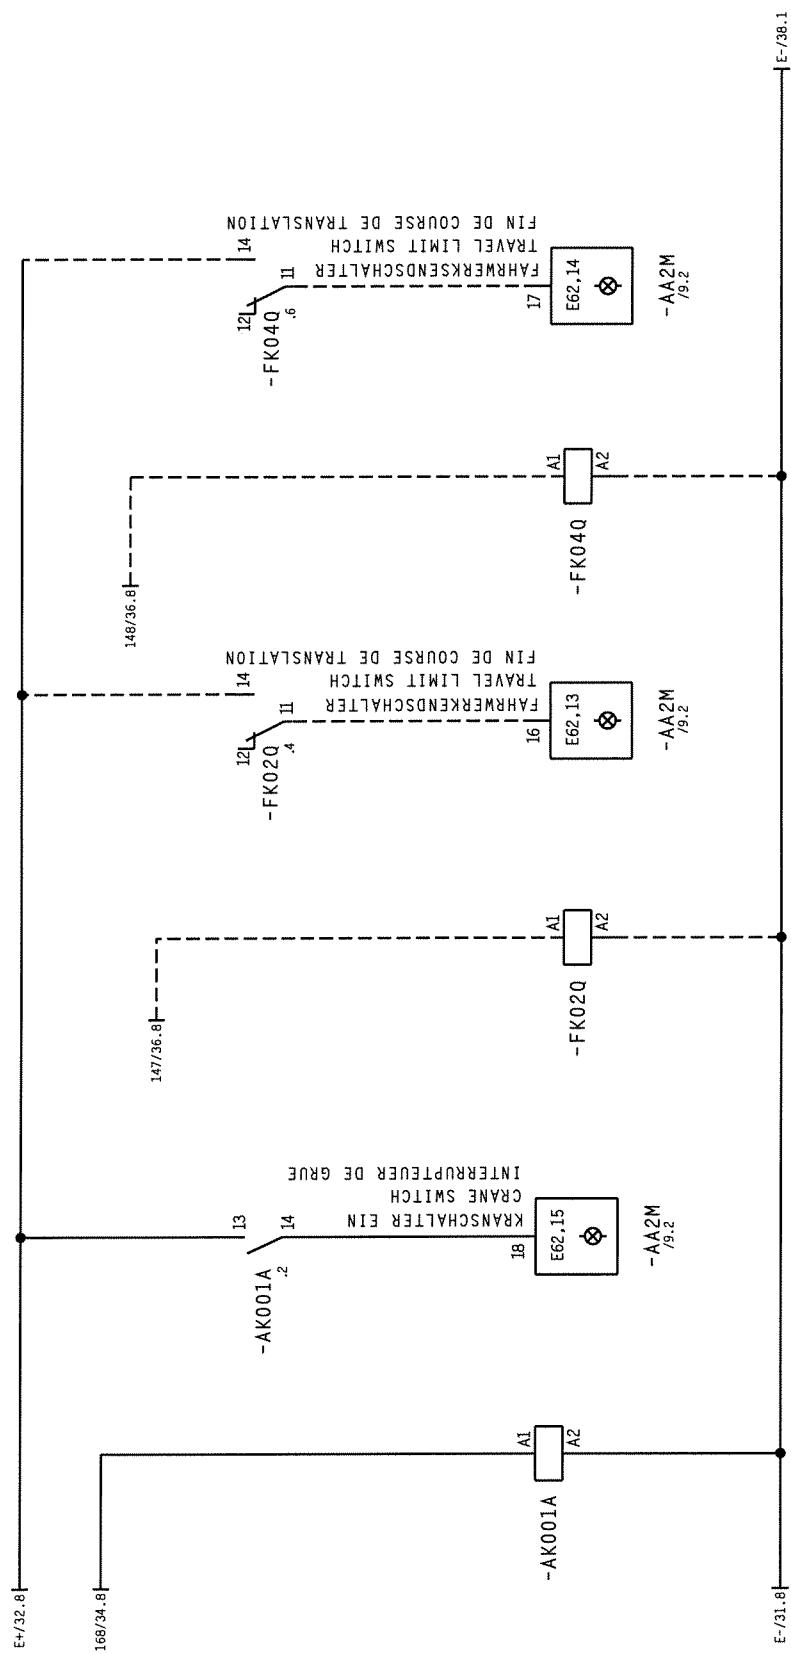 E+/32.8
168/34.8
-AK001A
A1
A2
E-/31.8
13
14
-AK001A
.2
KRANSCHALTER EIN
CRANE SWITCH
INTERRUPTEUER DE GRUE
18
E62,15
-AA2M
/9.2
147/36.8
-FK02Q
A1
A2
14
12
11
-FK02Q
.4
FAHRWERKENDSCHALTER
TRAVEL LIMIT SWITCH
FIN DE COURSE DE TRANSLATION
16
E62,13
-AA2M
/9.2
148/36.8
-FK04Q
A1
A2
14
12
11
-FK04Q
.6
FAHRWERKSENDSCHALTER
TRAVEL LIMIT SWITCH
FIN DE COURSE DE TRANSLATION
17
E62,14
-AA2M
/9.2
E-/38.1